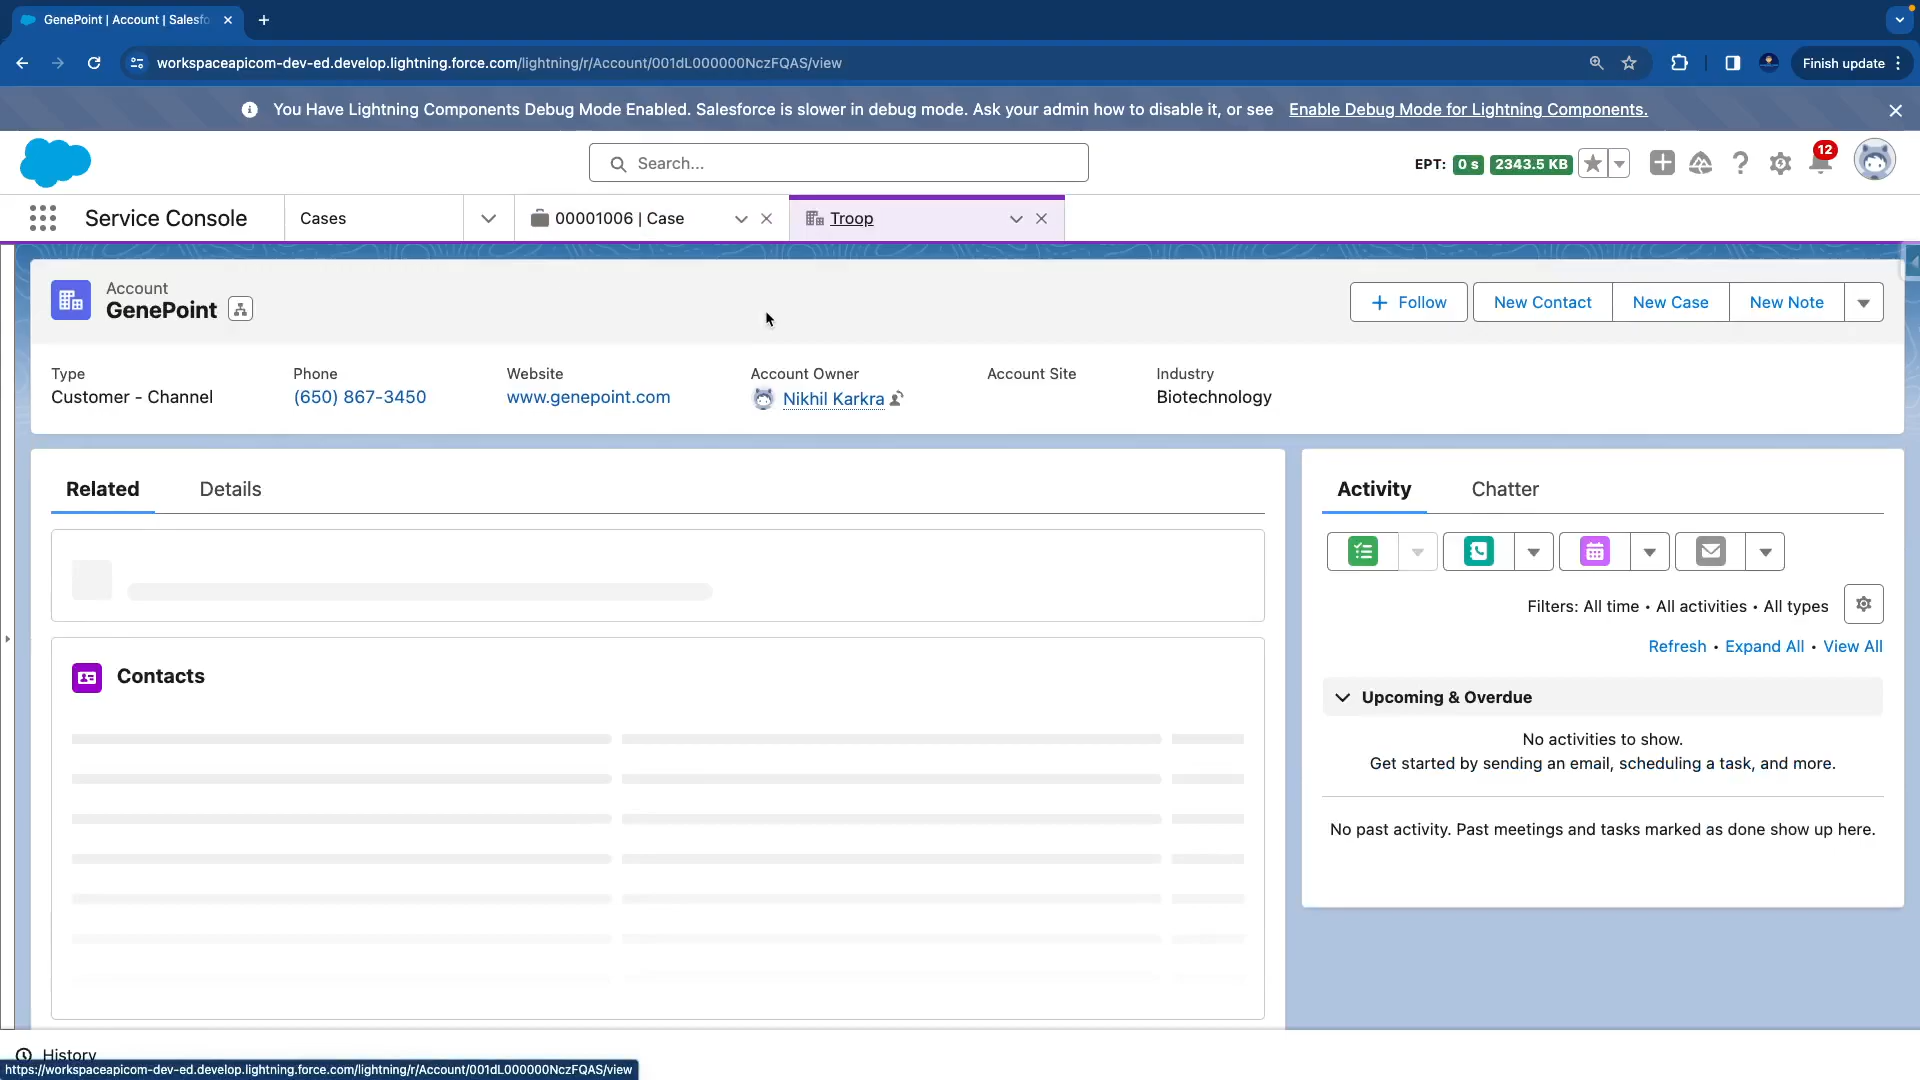 GenePoint | Account | Salesfo
workspaceapicom-dev-ed.develop.lightning.force.com/lightning/r/Account/001dL000000NczFQAS/view
Finish update
You Have Lightning Components Debug Mode Enabled. Salesforce is slower in debug mode. Ask your admin how to disable it, or see Enable Debug Mode for Lightning Components.
Search...
EPT: 0 s 2343.5 KB
12
Service Console
Cases
00001006 | Case
Troop
Account
GenePoint
Follow
New Contact
New Case
New Note
Type
Customer - Channel
Phone
(650) 867-3450
Website
www.genepoint.com
Account Owner
Nikhil Karkra
Account Site
Industry
Biotechnology
Related
Details
Contacts
Activity
Chatter
Filters: All time • All activities • All types
Refresh • Expand All • View All
Upcoming & Overdue
No activities to show.
Get started by sending an email, scheduling a task, and more.
No past activity. Past meetings and tasks marked as done show up here.
History
https://workspaceapicom-dev-ed.develop.lightning.force.com/lightning/r/Account/001dL000000NczFQAS/view